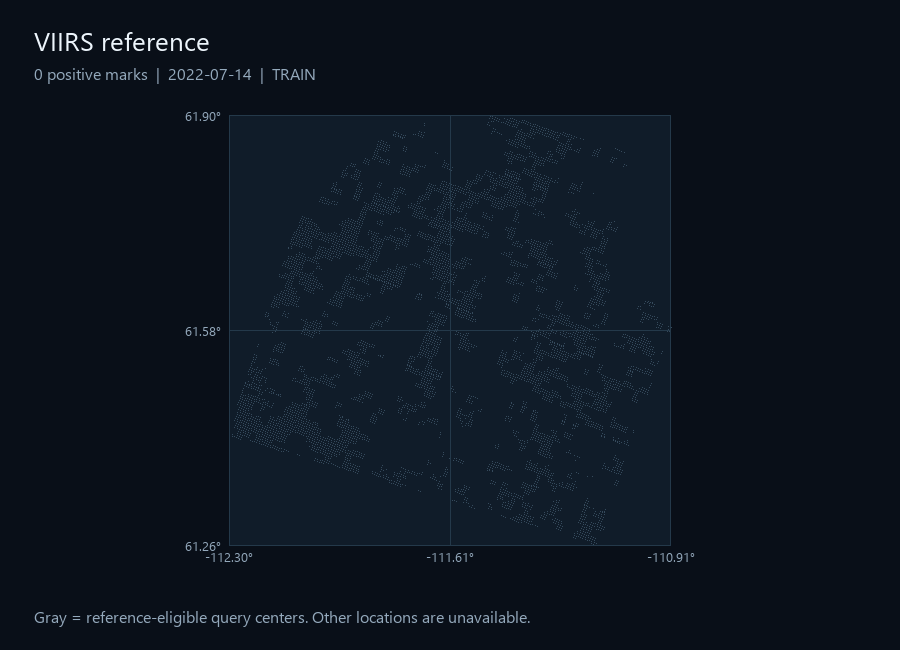 VIIRS reference
0 positive marks | 2022-07-14 | TRAIN
61.90°
61.58°
61.26°
-112.30°
-111.61°
-110.91°
Gray = reference-eligible query centers. Other locations are unavailable.